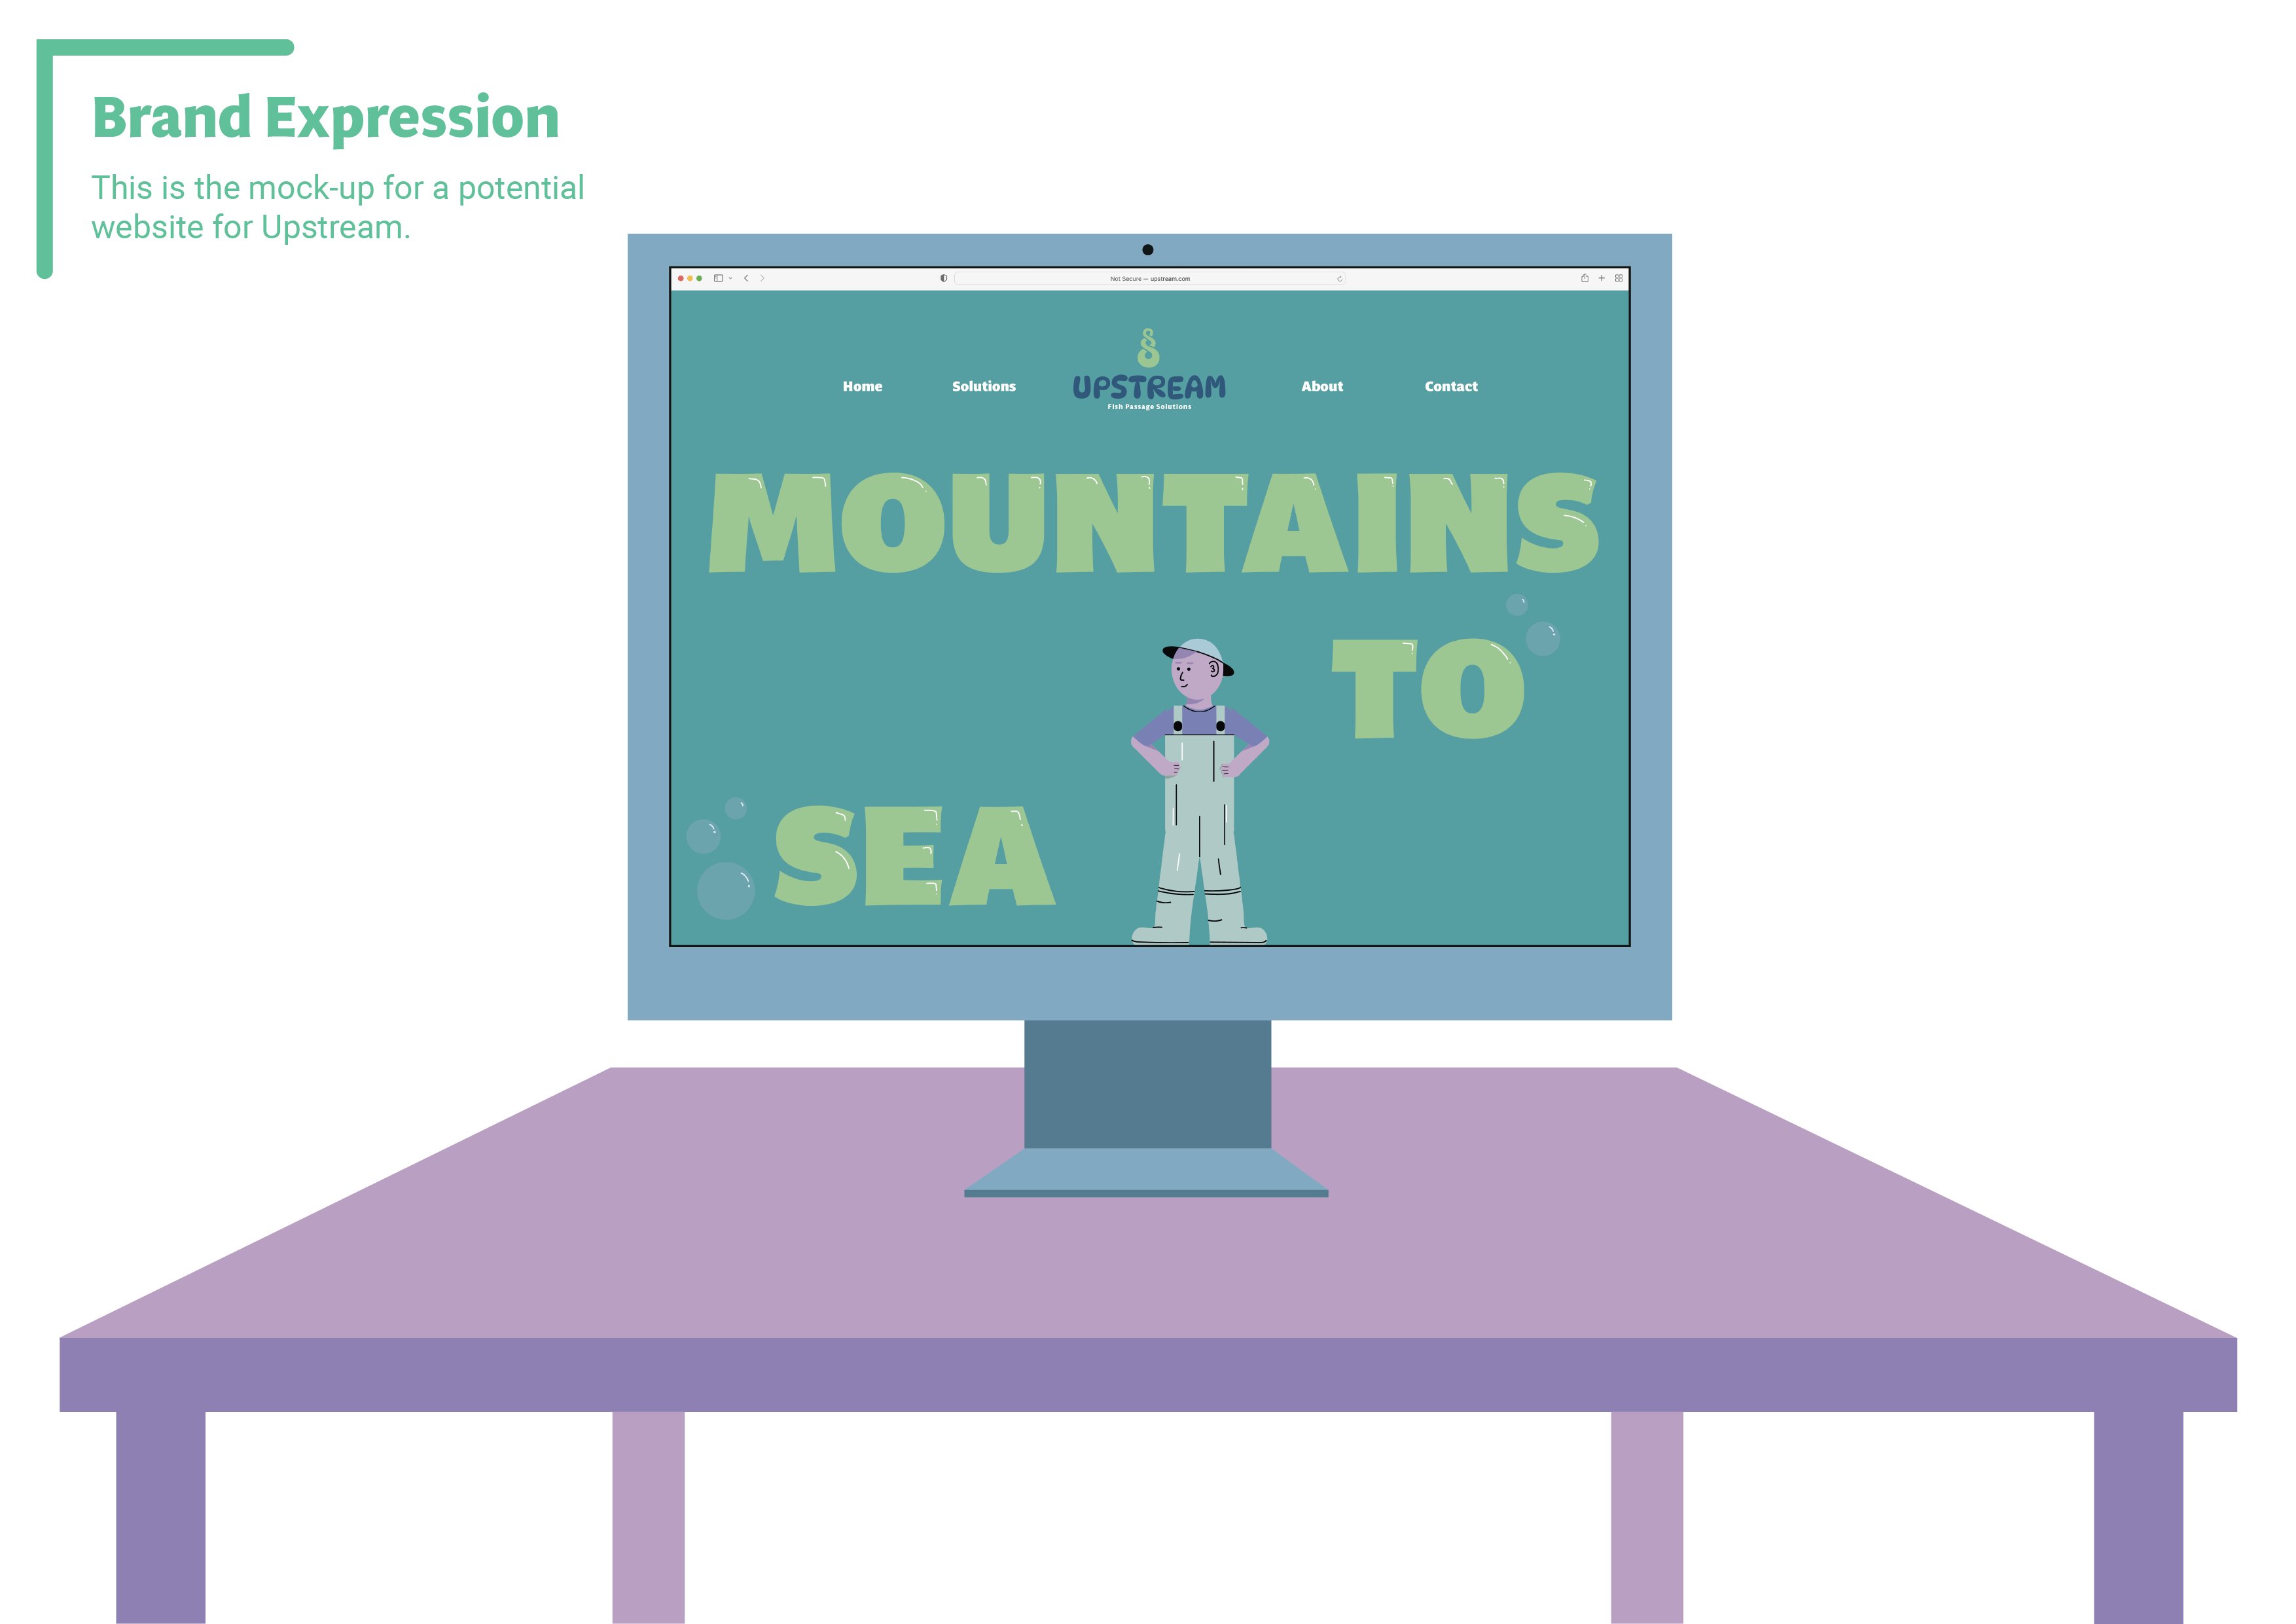 Brand Expression
This is the mock-up for a potential
website for Upstream.
Not Secure — upstream.com
Home
Solutions
UPSTREAM
Fish Passage Solutions
About
Contact
MOUNTAINS
TO
SEA